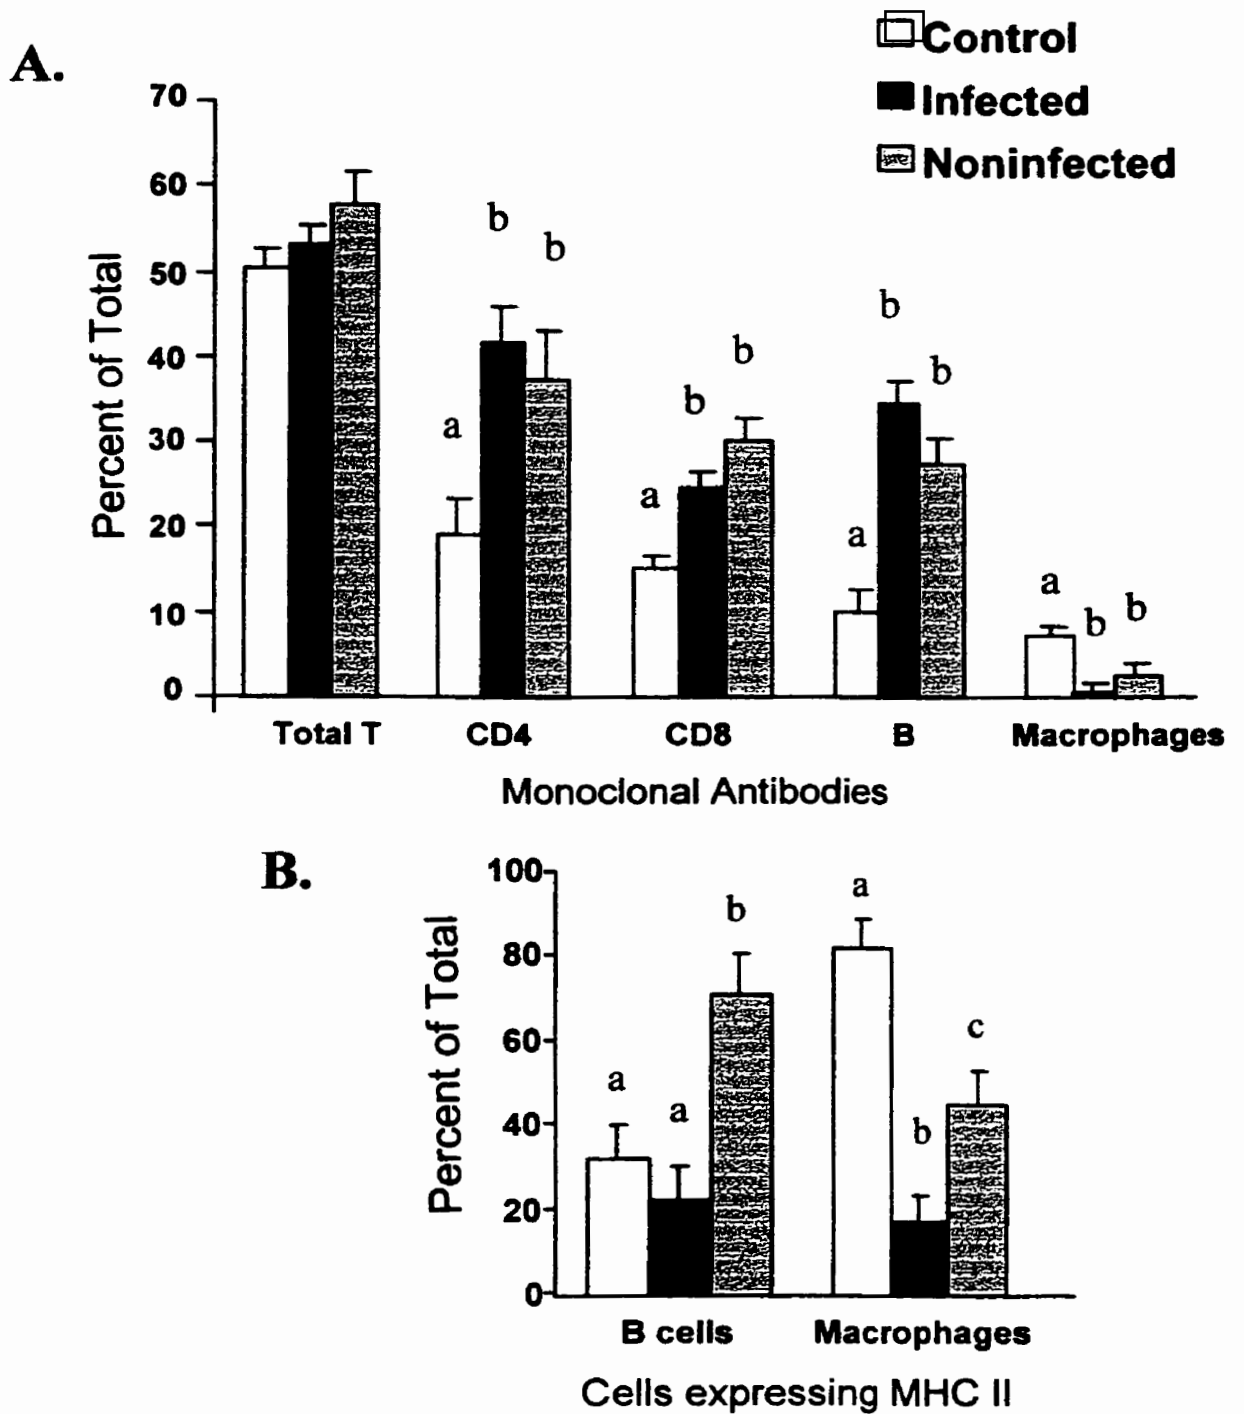 A.
Control
Infected
Noninfected
70
60
50
40
30
20
10
0
Percent of Total
a b b
a b b
a b b
a b b
Total T CD4 CD8 B Macrophages
Monoclonal Antibodies
B.
100
80
60
40
20
0
Percent of Total
a a b
a b c
B cells Macrophages
Cells expressing MHC II